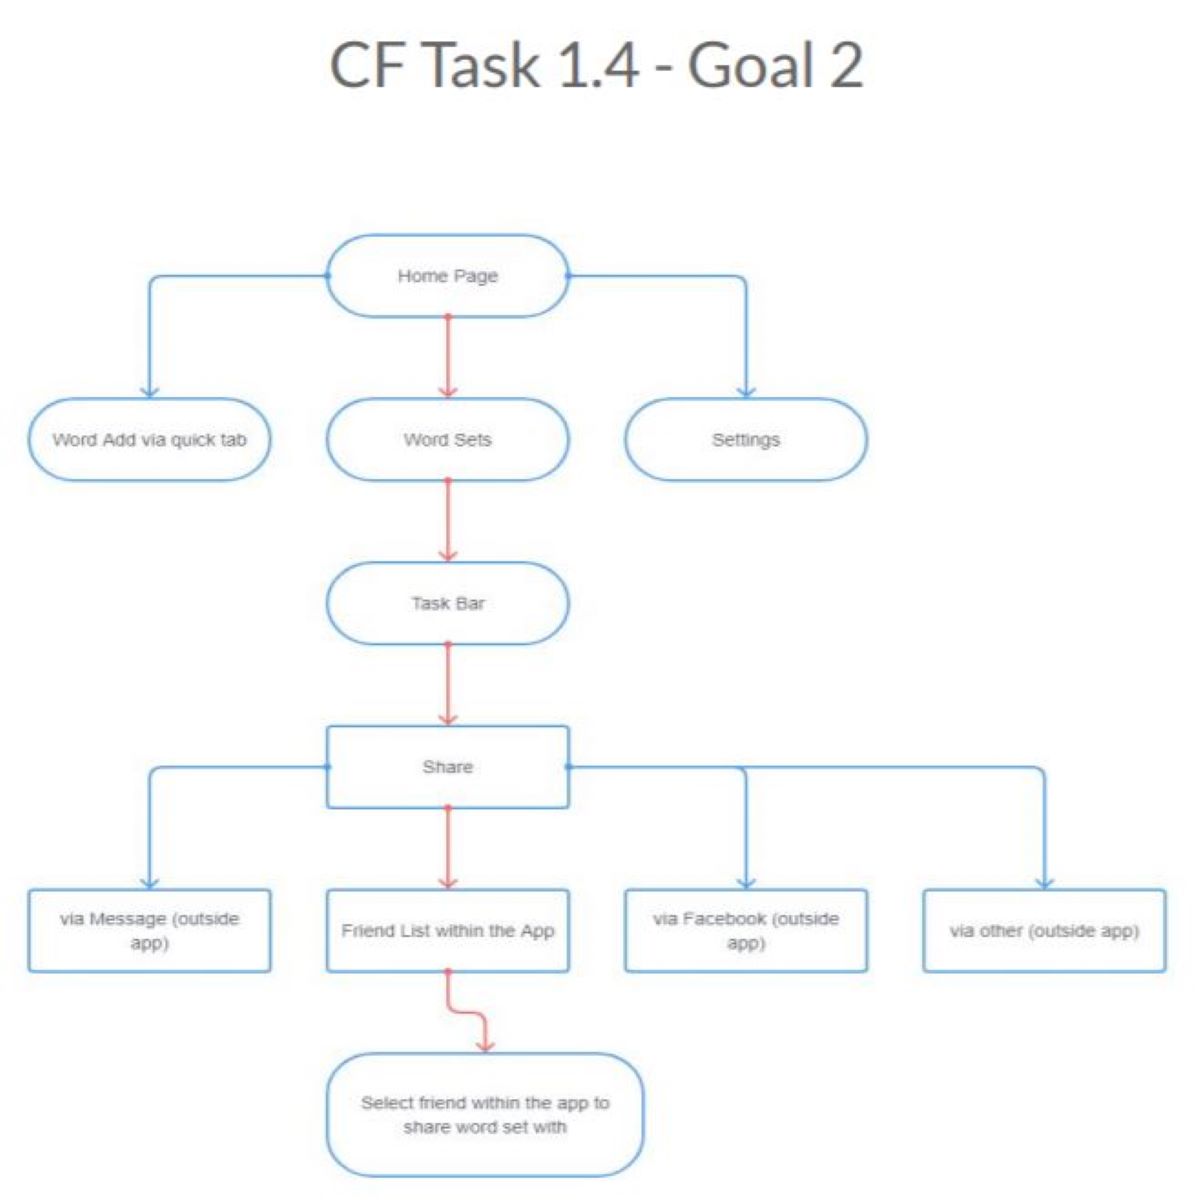 CF Task 1.4 - Goal 2
Home Page
Word Add via quick tab
Word Sets
Settings
Task Bar
Share
via Message (outside
app)
Friend List within the App
via Facebook (outside
app)
via other (outside app)
Select friend within the app to
share word set with